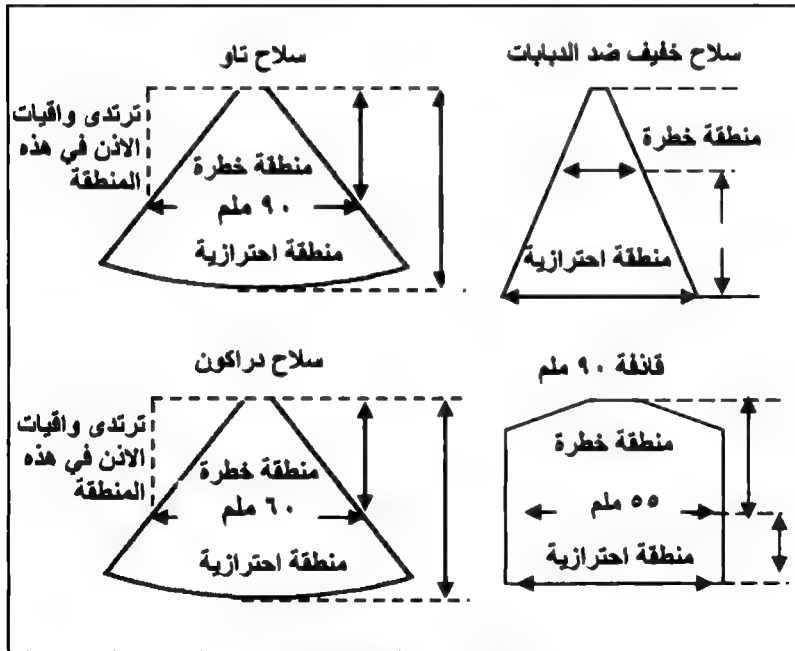 سلاح تاو
ترتدى واقيات
الاذن في هذه
المنطقة
منطقة خطرة
٩٠ ملم
منطقة احترازية
سلاح خفيف ضد الدبابات
منطقة خطرة
منطقة احترازية
سلاح دراكون
ترتدى واقيات
الاذن في هذه
المنطقة
منطقة خطرة
٦٠ ملم
منطقة احترازية
قاذفة ٩٠ ملم
منطقة خطرة
٥٥ ملم
منطقة احترازية